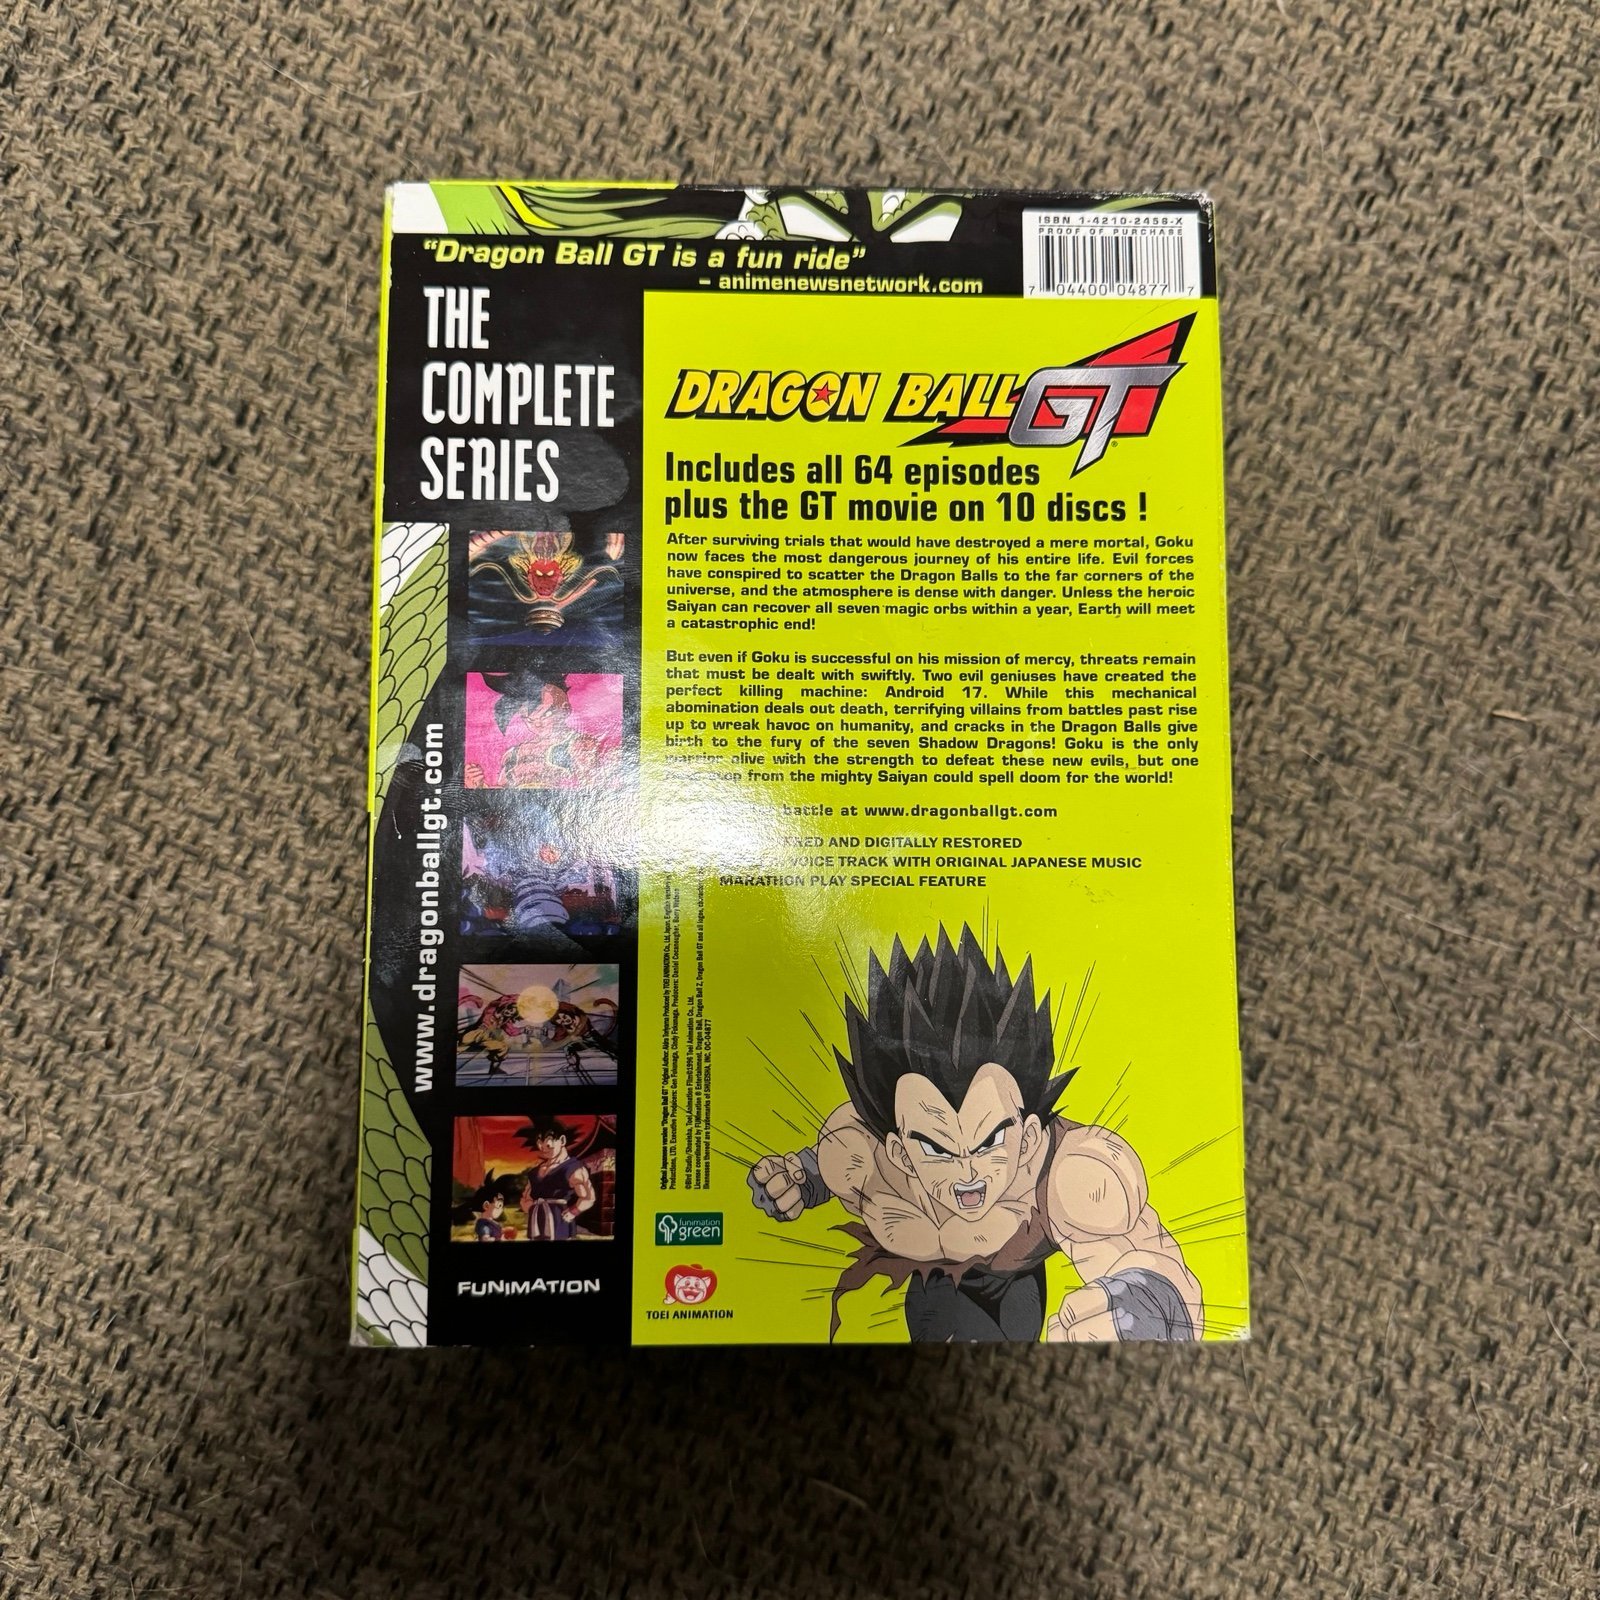 "Dragon Ball GT is a fun ride"
– animenewsnetwork.com
ISBN 1-4210-2458-X
PROOF OF PURCHASE
7 04400 04877 7
THE
COMPLETE
SERIES
DRAGON BALL GT
Includes all 64 episodes
plus the GT movie on 10 discs !
After surviving trials that would have destroyed a mere mortal, Goku
now faces the most dangerous journey of his entire life. Evil forces
have conspired to scatter the Dragon Balls to the far corners of the
universe, and the atmosphere is dense with danger. Unless the heroic
Saiyan can recover all seven magic orbs within a year, Earth will meet
a catastrophic end!
But even if Goku is successful on his mission of mercy, threats remain
that must be dealt with swiftly. Two evil geniuses have created the
perfect killing machine: Android 17. While this mechanical
abomination deals out death, terrifying villains from battles past rise
up to wreak havoc on humanity, and cracks in the Dragon Balls give
birth to the fury of the seven Shadow Dragons! Goku is the only
warrior alive with the strength to defeat these new evils, but one
from the mighty Saiyan could spell doom for the world!
battle at www.dragonballgt.com
AND DIGITALLY RESTORED
VOICE TRACK WITH ORIGINAL JAPANESE MUSIC
MARATHON PLAY SPECIAL FEATURE
www.dragonballgt.com
funimation
green
TOEI ANIMATION
FUNIMATION